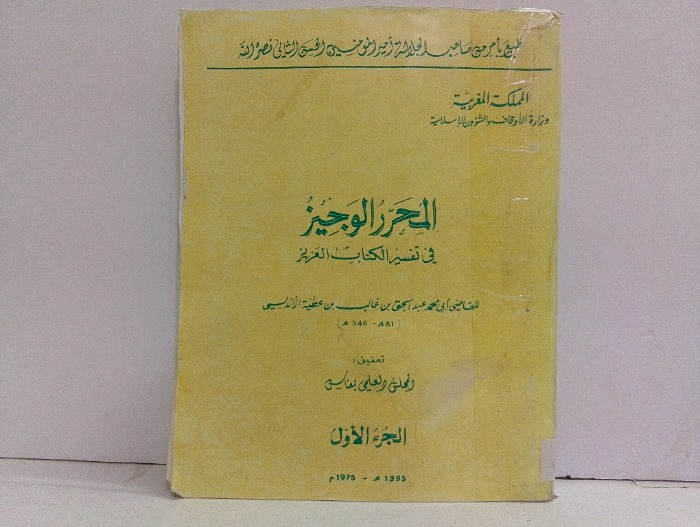 طبع بأمر من صاحب الجلالة أمير المؤمنين الحسن الثاني نصره الله
المملكة المغربية
وزارة الأوقاف والشؤون الإسلامية
المحرّر الوجيز
في تفسير الكتاب العزيز
للقاضي أبي محمد عبد الحق بن غالب بن عطية الأندلسي
(481 - 546 هـ)
تحقيق :
المجلس العلمي بفاس
الجزء الأول
1395 هـ - 1975 م